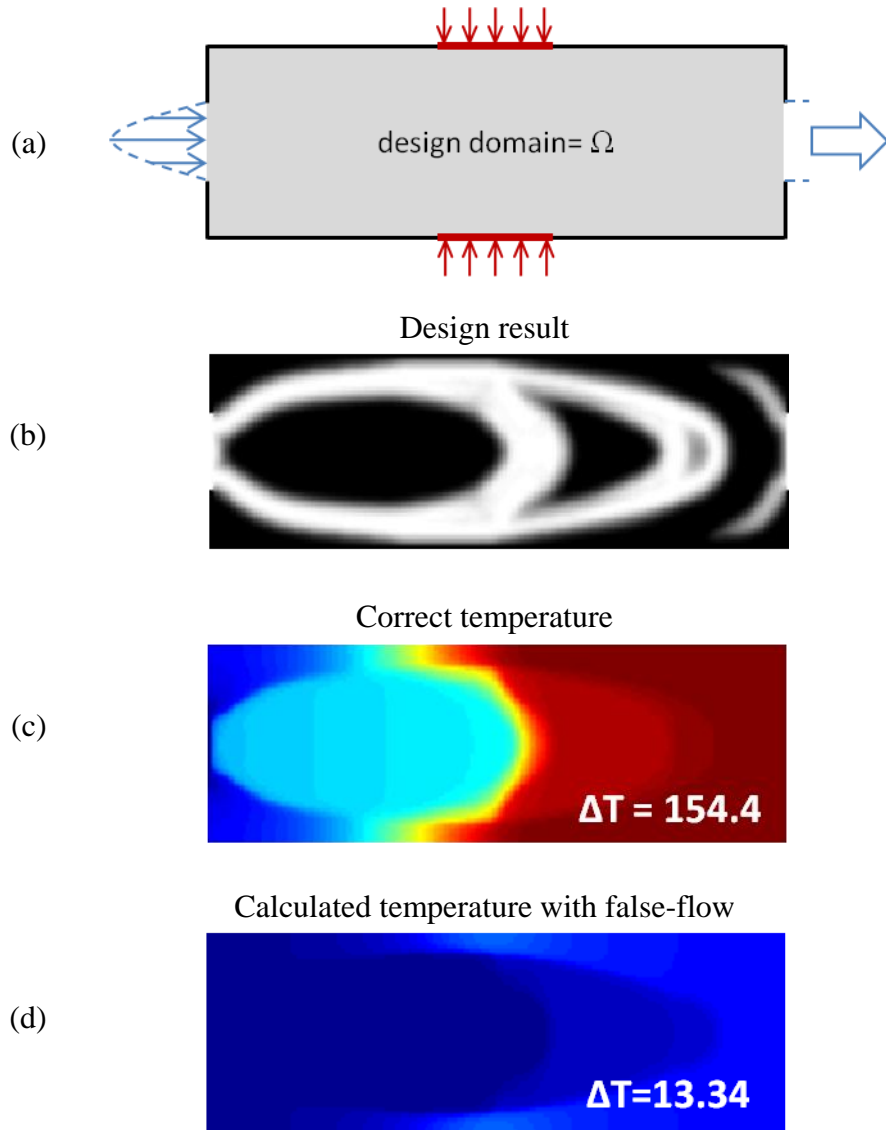 (a)
design domain= Ω
Design result
(b)
Correct temperature
(c)
ΔT = 154.4
Calculated temperature with false-flow
(d)
ΔT=13.34